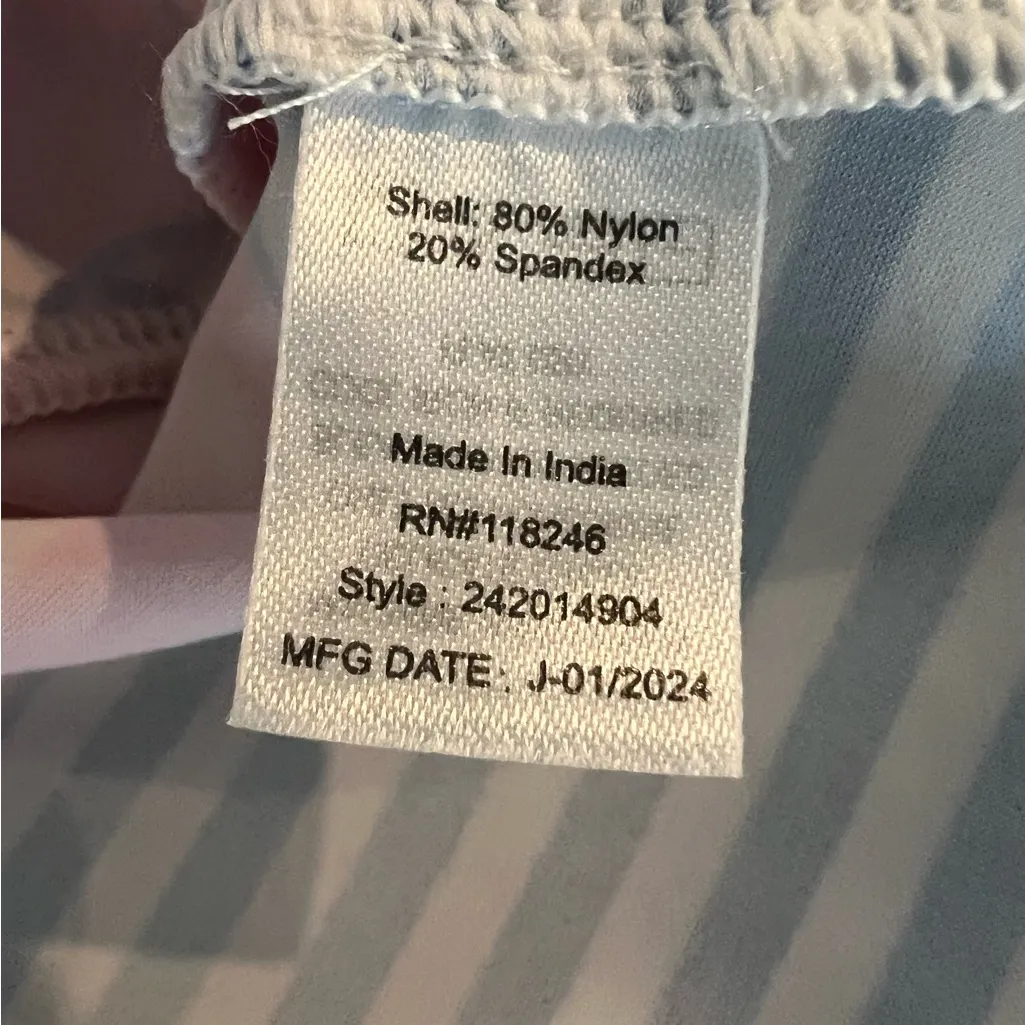 Shell: 80% Nylon
20% Spandex
Made In India
RN#118246
Style : 242014904
MFG DATE : J-01/2024